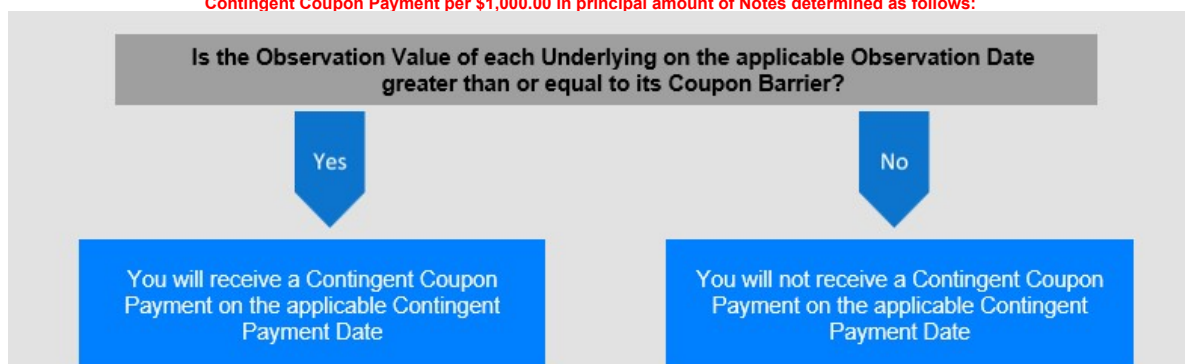 Contingent Coupon Payment per $1,000.00 in principal amount of Notes determined as follows:
Is the Observation Value of each Underlying on the applicable Observation Date
greater than or equal to its Coupon Barrier?
Yes
No
You will receive a Contingent Coupon
Payment on the applicable Contingent
Payment Date
You will not receive a Contingent Coupon
Payment on the applicable Contingent
Payment Date